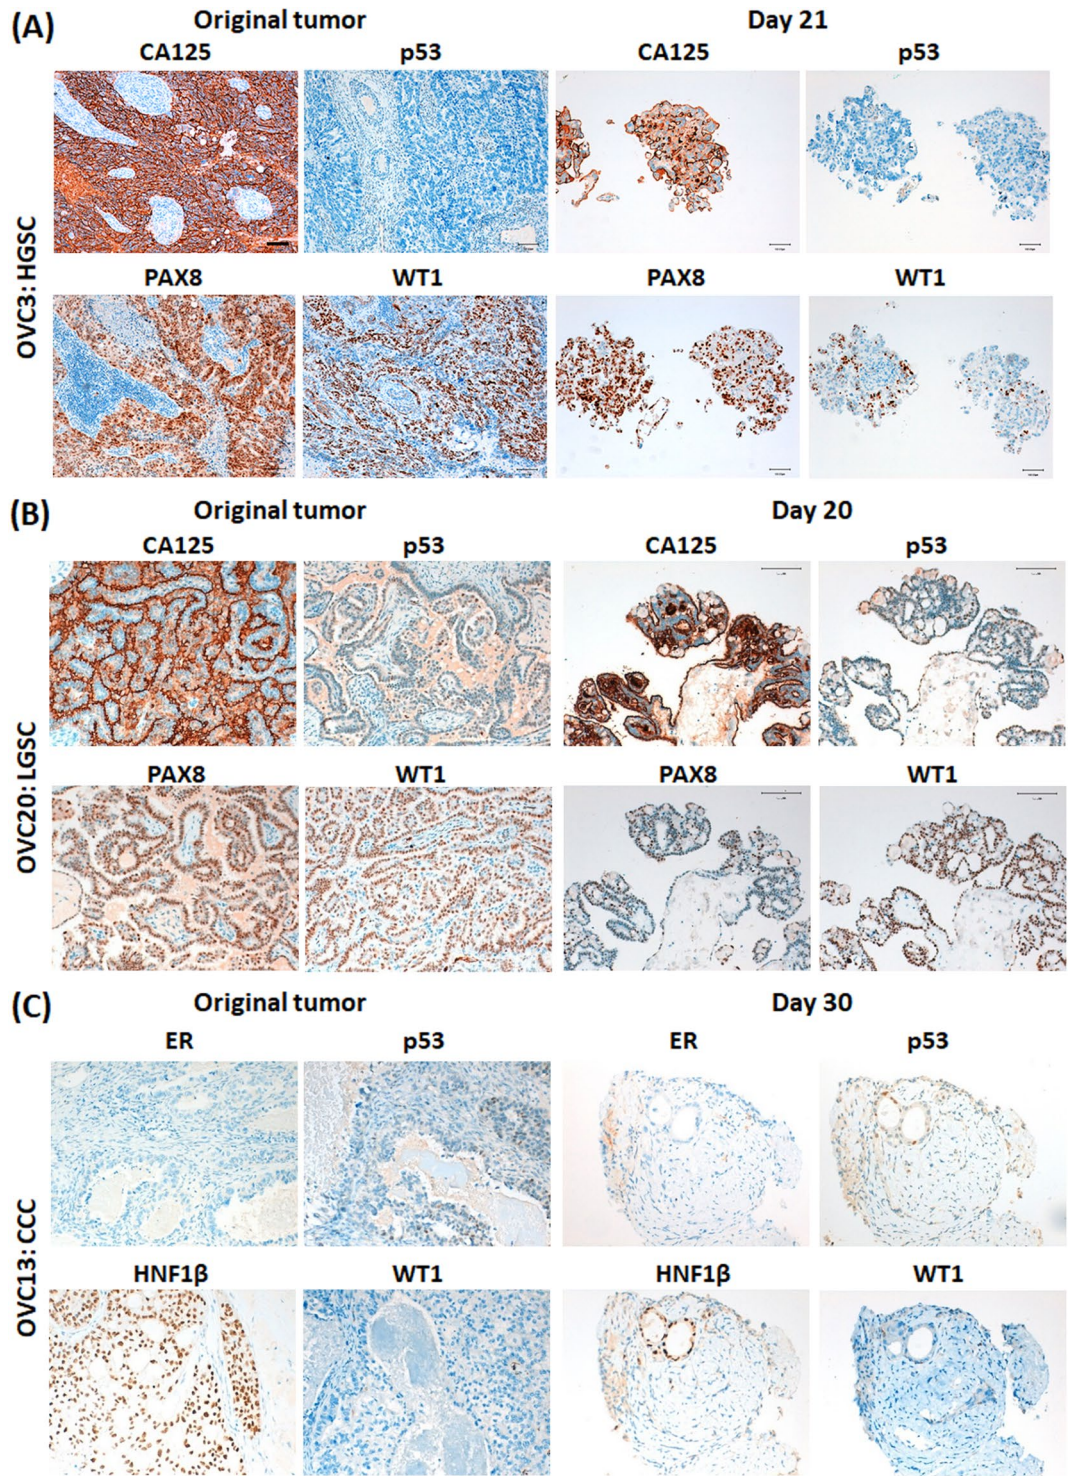 (A)
Original tumor Day 21
CA125 p53 CA125 p53
OVC3: HGSC
PAX8 WT1 PAX8 WT1
(B)
Original tumor Day 20
CA125 p53 CA125 p53
OVC20: LGSC
PAX8 WT1 PAX8 WT1
(C)
Original tumor Day 30
ER p53 ER p53
OVC13: CCC
HNF1β WT1 HNF1β WT1